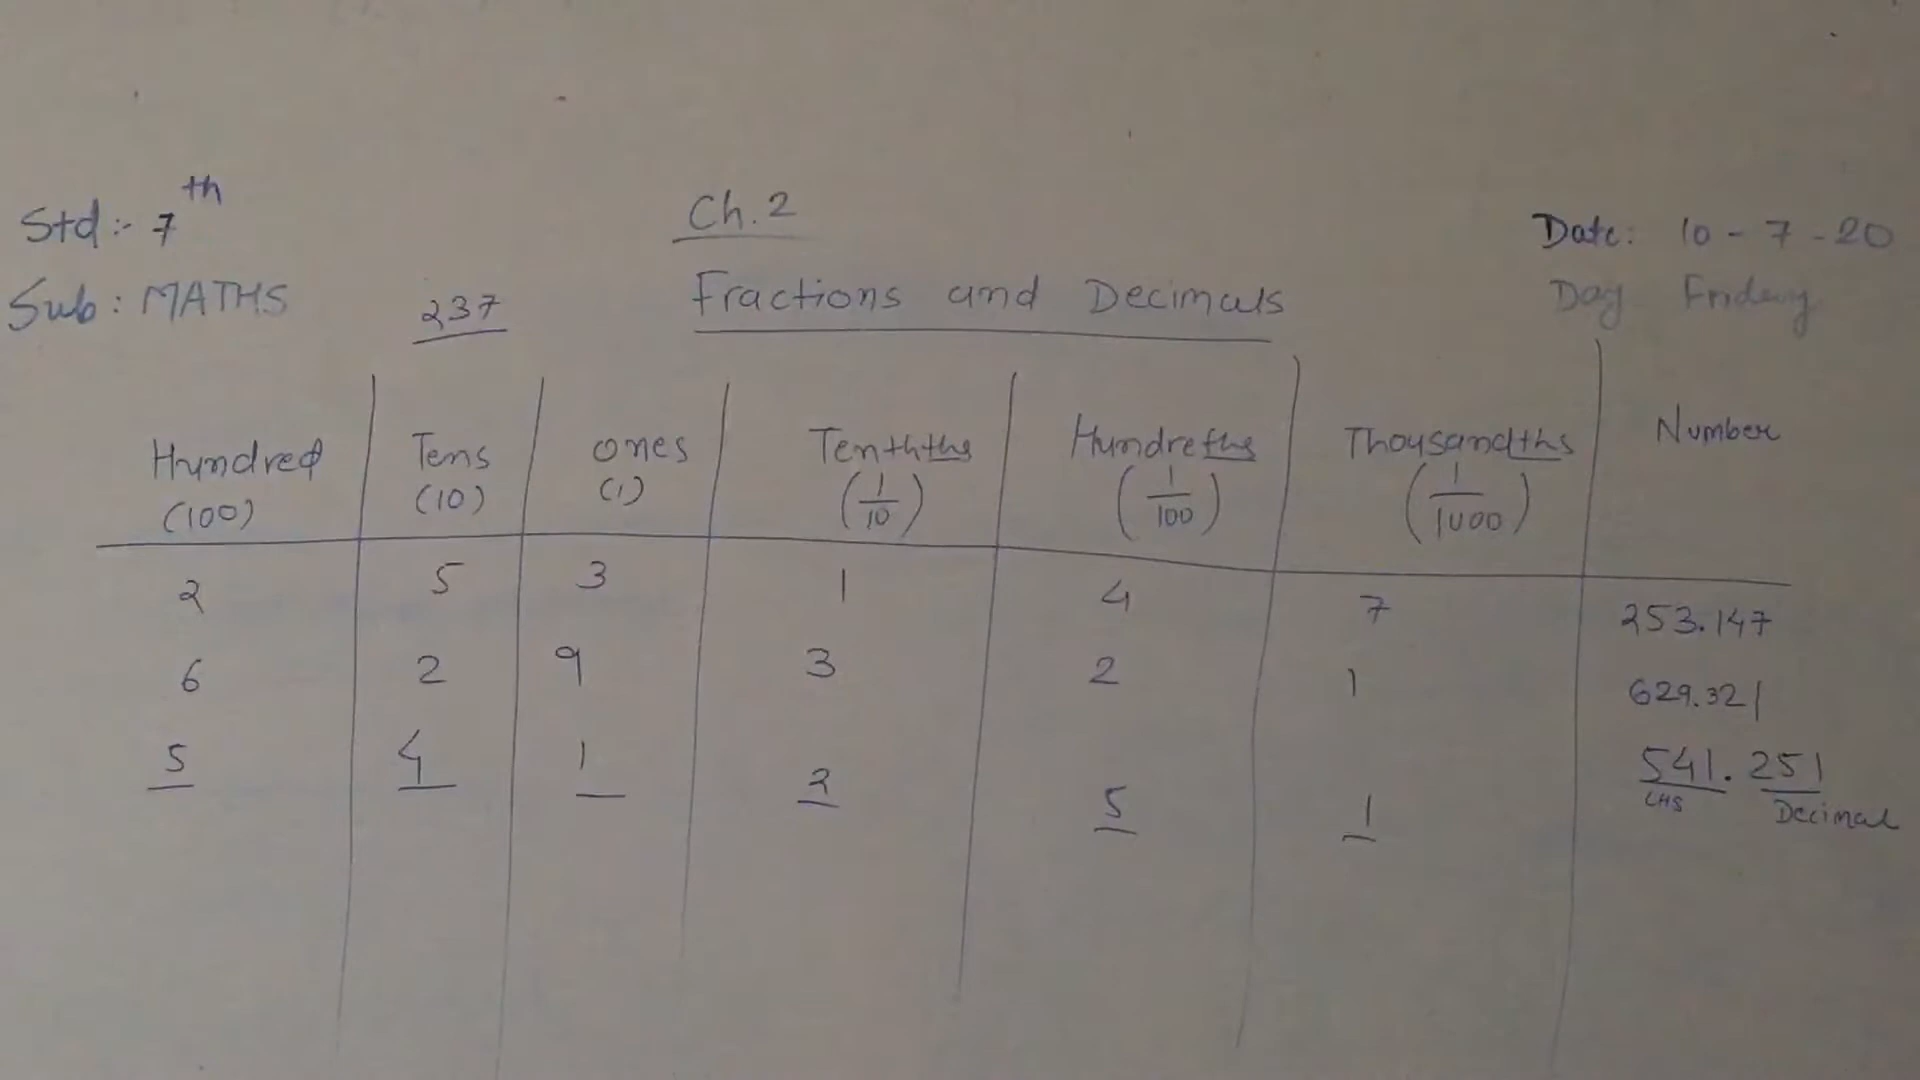 Std:- 7th
Ch.2
Date: 10-7-20
Sub: MATHS
237
Fractions and Decimals
Day Friday
Hundred Tens ones Tenthths Hundreths Thousandths Number
(100) (10) (1) (1/10) (1/100) (1/1000)
2 5 3 1 4 7 253.147
6 2 9 3 2 1 629.321
5 4 1 2 5 1 541.251
LHS Decimal